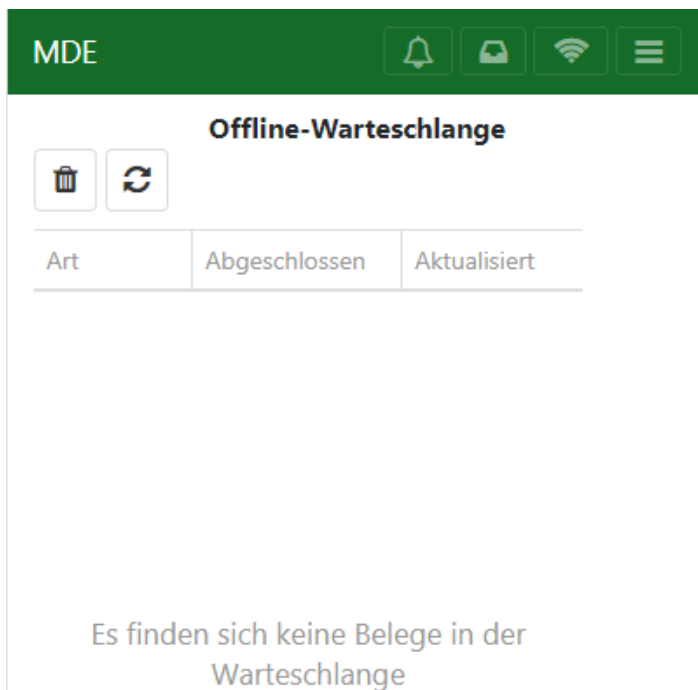 MDE
Offline-Warteschlange
Art Abgeschlossen Aktualisiert
Es finden sich keine Belege in der
Warteschlange